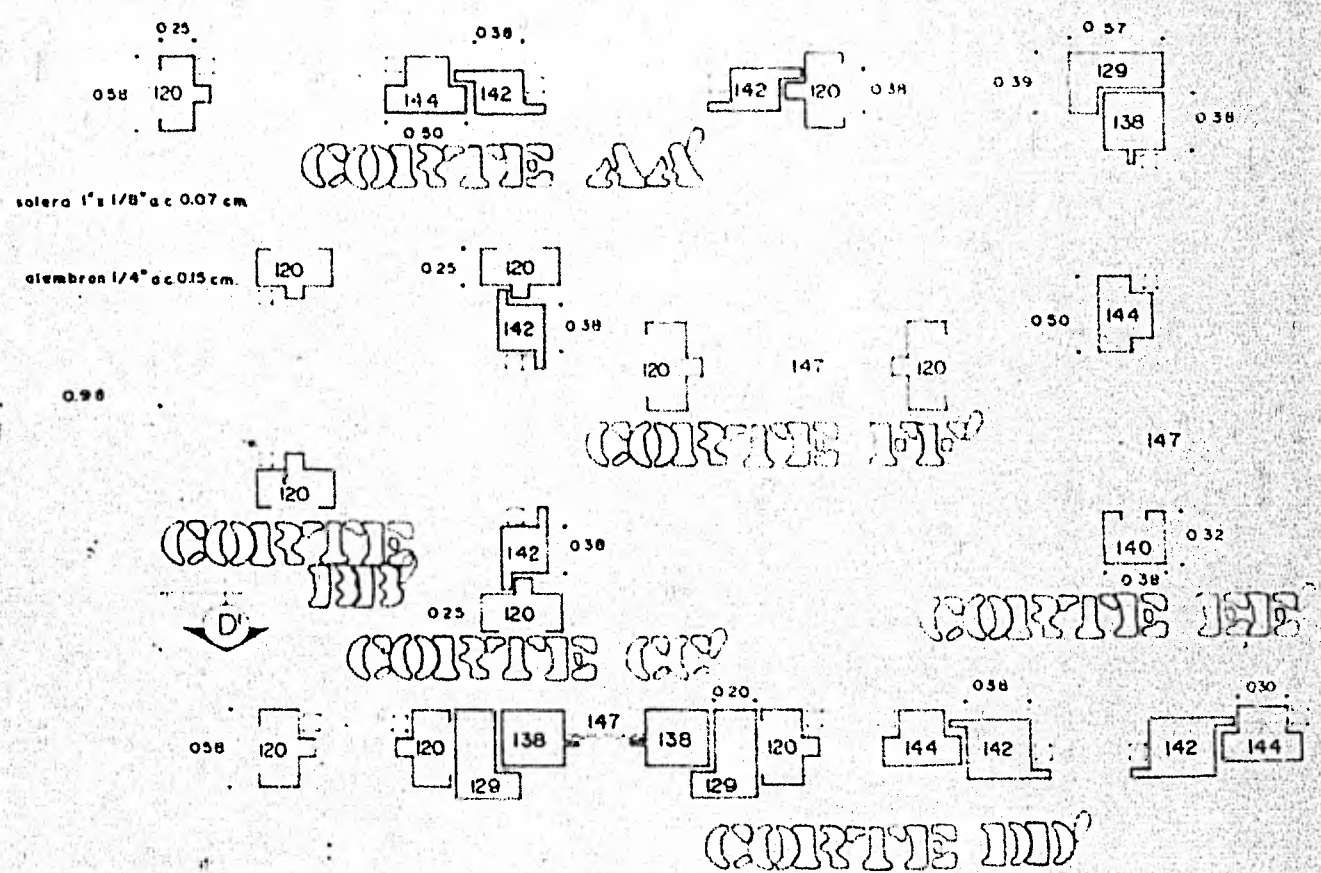 0.25 0.38 0.57
0.58 120 144 142 142 120 0.38 0.39 129
138 0.38
0.50
CORTE AA'
solera 1" x 1/8" a c 0.07 cm
alambron 1/4" a c 0.15 cm.
120 0.25 120 144
142 0.38 0.50
120 147 120
0.98
CORTE FF'
147
120
CORTE
142 0.38 140 0.32
0.38
0.25 120
D'
CORTE EE'
CORTE CC'
0.20 0.38 0.30
0.58 120 120 138 147 138 120 144 142 142 144
129 129
CORTE DD'